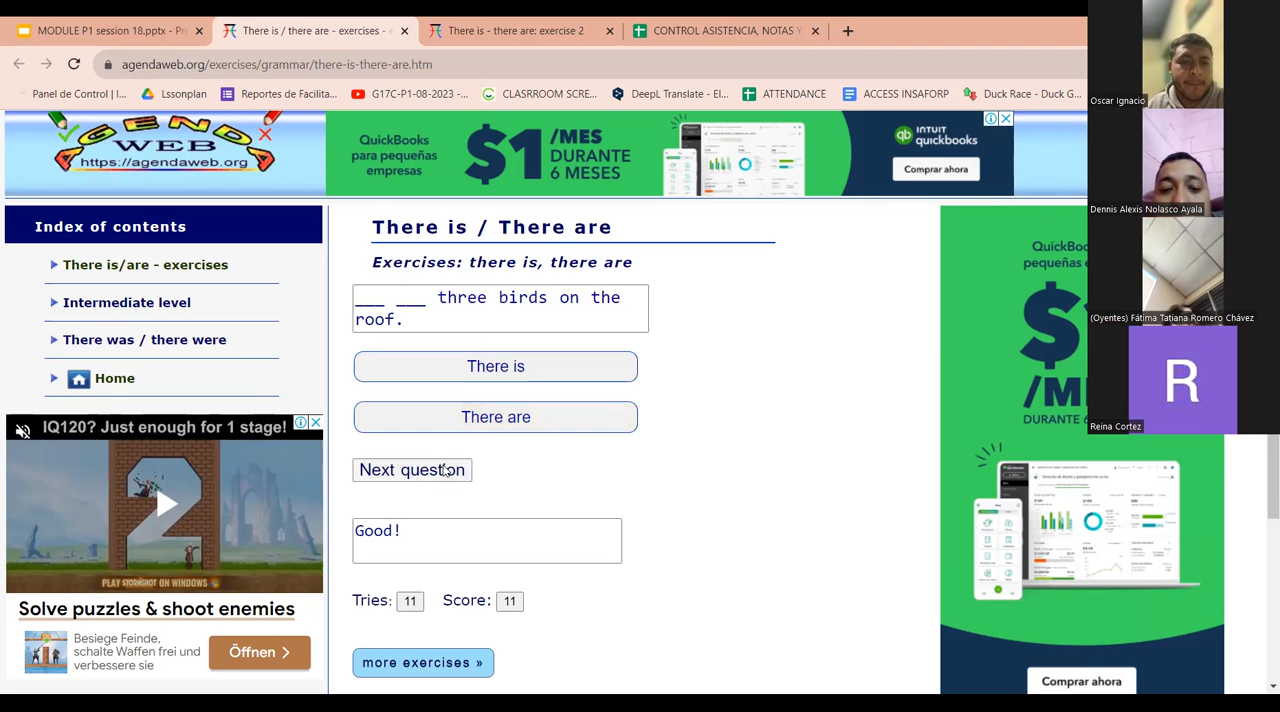 MODULE P1 session 18.pptx - Pr
There is / there are - exercises - e
There is - there are: exercise 2
CONTROL ASISTENCIA, NOTAS Y
agendaweb.org/exercises/grammar/there-is-there-are.htm
Panel de Control | I...
Lssonplan
Reportes de Facilita...
G17C-P1-08-2023 -...
CLASSROOM SCRE...
DeepL Translate - El...
ATTENDANCE
ACCESS INSAFORP
Duck Race - Duck G...
Oscar Ignacio
Dennis Alexis Nolasco Ayala
(Oyentes) Fátima Tatiana Romero Chávez
R
Reina Cortez
AGENDA
WEB
https://agendaweb.org
QuickBooks
para pequeñas
empresas
$1 /MES
DURANTE
6 MESES
INTUIT
quickbooks
Comprar ahora
Index of contents
There is/are - exercises
Intermediate level
There was / there were
Home
There is / There are
Exercises: there is, there are
___ ___ three birds on the
roof.
There is
There are
Next question
Good!
Tries: 11 Score: 11
more exercises »
IQ120? Just enough for 1 stage!
PLAY STORMSHOT ON WINDOWS
Solve puzzles & shoot enemies
Besiege Feinde,
schalte Waffen frei und
verbessere sie
Öffnen
QuickBooks
pequeñas e
$
/M
DURANTE 6
Comprar ahora